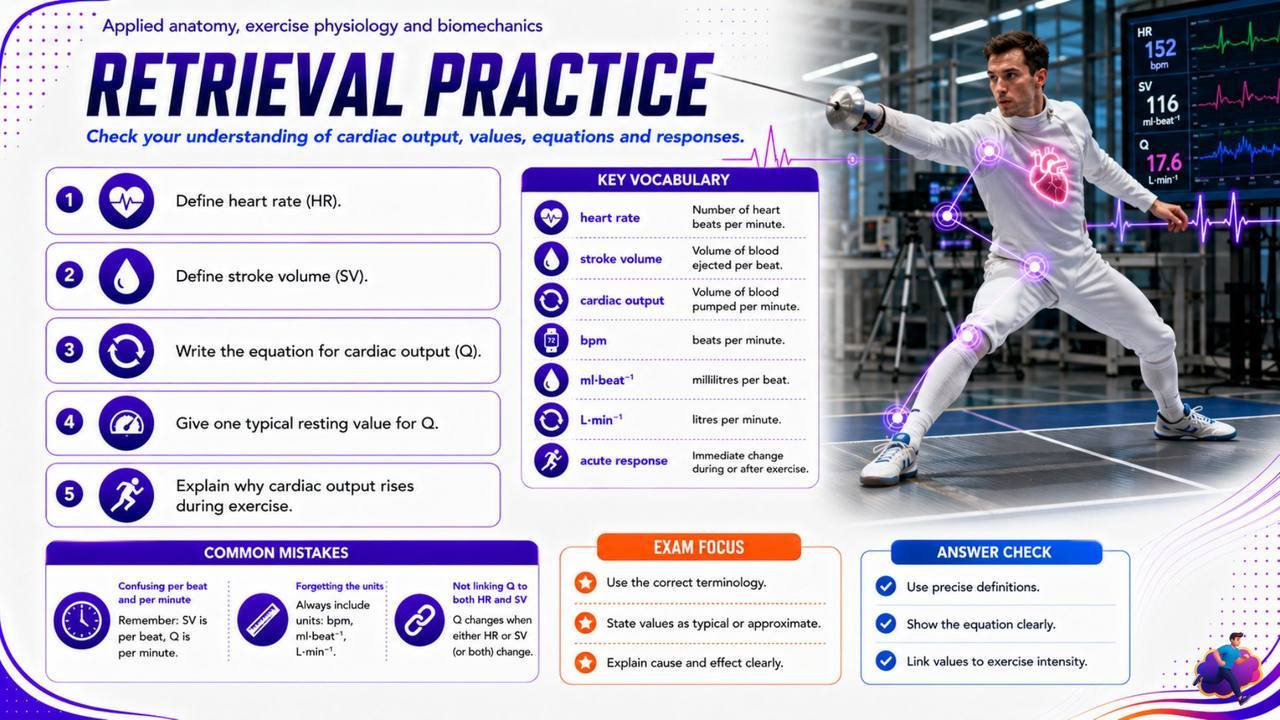 Applied anatomy, exercise physiology and biomechanics
RETRIEVAL PRACTICE
Check your understanding of cardiac output, values, equations and responses.
1
Define heart rate (HR).
2
Define stroke volume (SV).
3
Write the equation for cardiac output (Q).
4
Give one typical resting value for Q.
5
Explain why cardiac output rises
during exercise.
KEY VOCABULARY
heart rate
Number of heart
beats per minute.
stroke volume
Volume of blood
ejected per beat.
cardiac output
Volume of blood
pumped per minute.
72
bpm
beats per minute.
ml·beat⁻¹
millilitres per beat.
L·min⁻¹
litres per minute.
acute response
Immediate change
during or after exercise.
HR
152
bpm
SV
116
ml·beat⁻¹
Q
17.6
L·min⁻¹
COMMON MISTAKES
Confusing per beat
and per minute
Remember: SV is
per beat, Q is
per minute.
Forgetting the units
Always include
units: bpm,
ml·beat⁻¹,
L·min⁻¹.
Not linking Q to
both HR and SV
Q changes when
either HR or SV
(or both) change.
EXAM FOCUS
Use the correct terminology.
State values as typical or approximate.
Explain cause and effect clearly.
ANSWER CHECK
Use precise definitions.
Show the equation clearly.
Link values to exercise intensity.